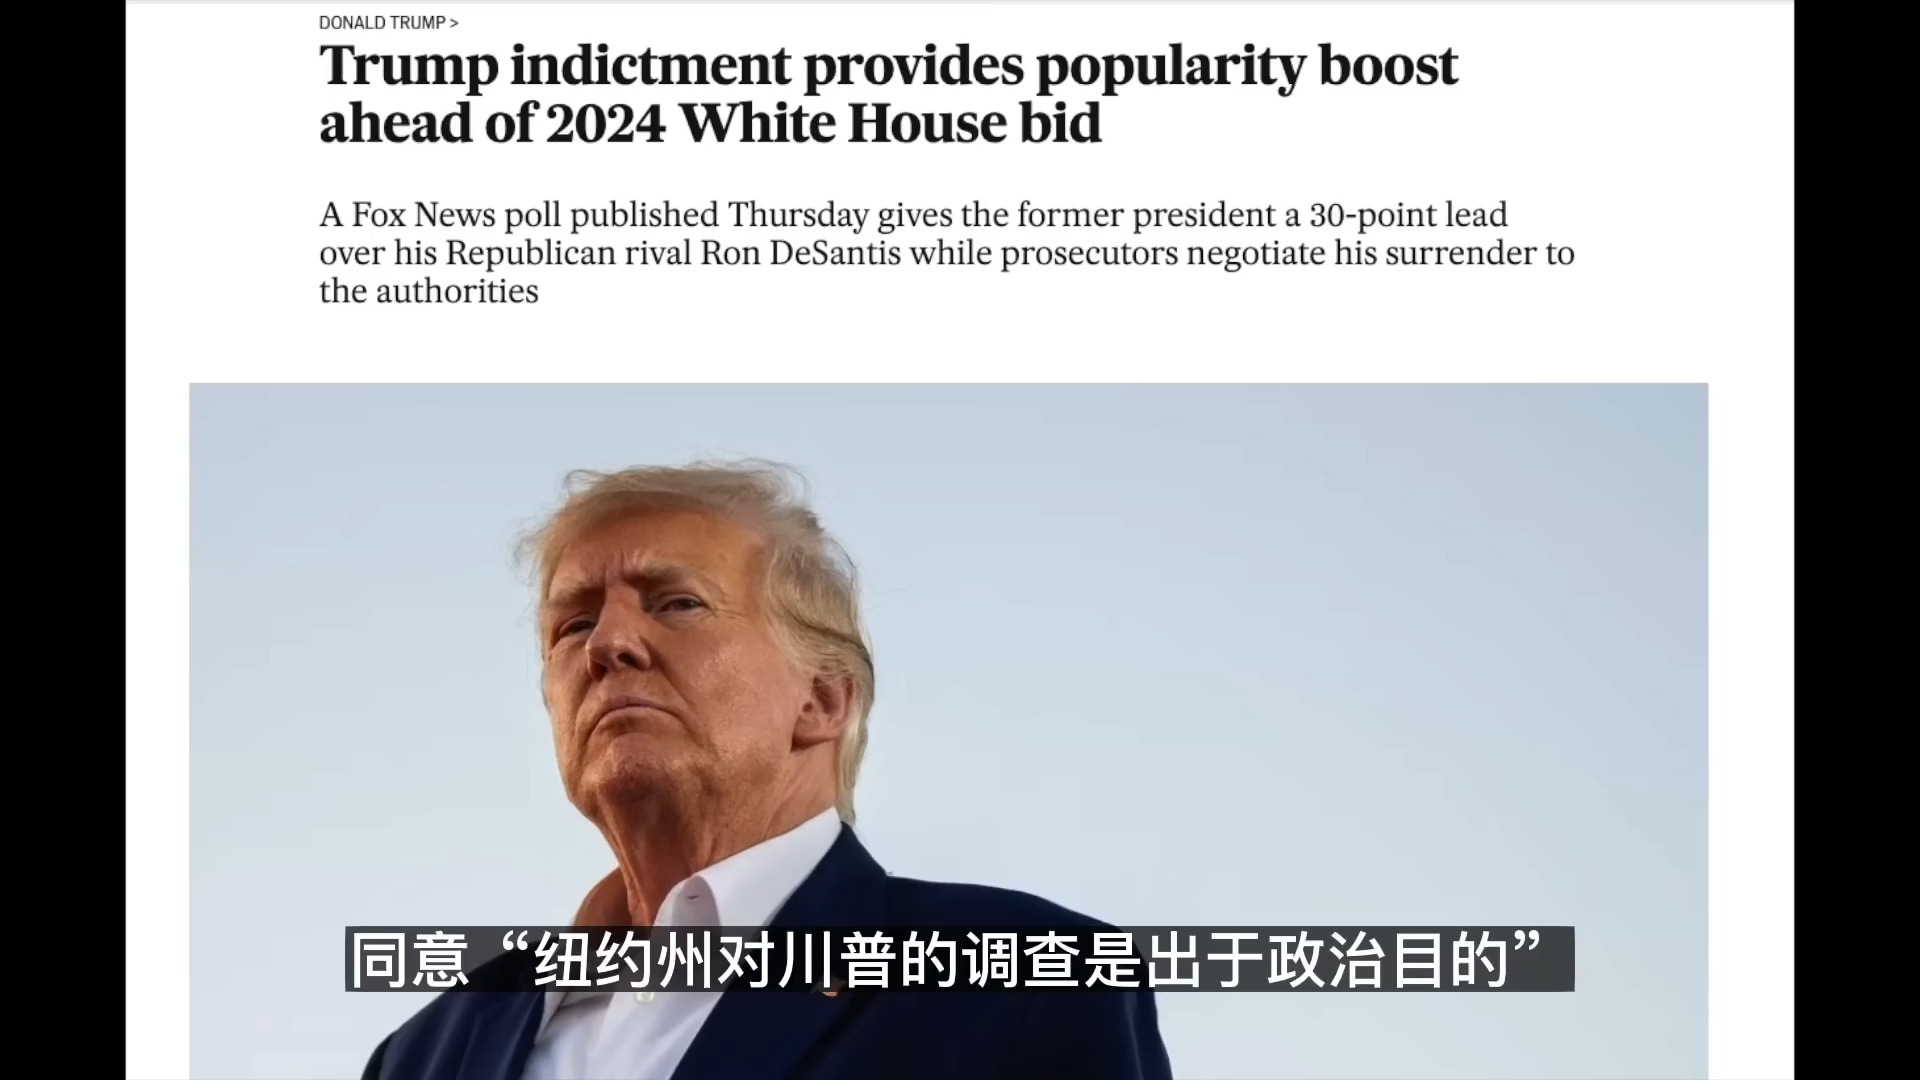 DONALD TRUMP >
Trump indictment provides popularity boost
ahead of 2024 White House bid
A Fox News poll published Thursday gives the former president a 30-point lead
over his Republican rival Ron DeSantis while prosecutors negotiate his surrender to
the authorities
同意“纽约州对川普的调查是出于政治目的”